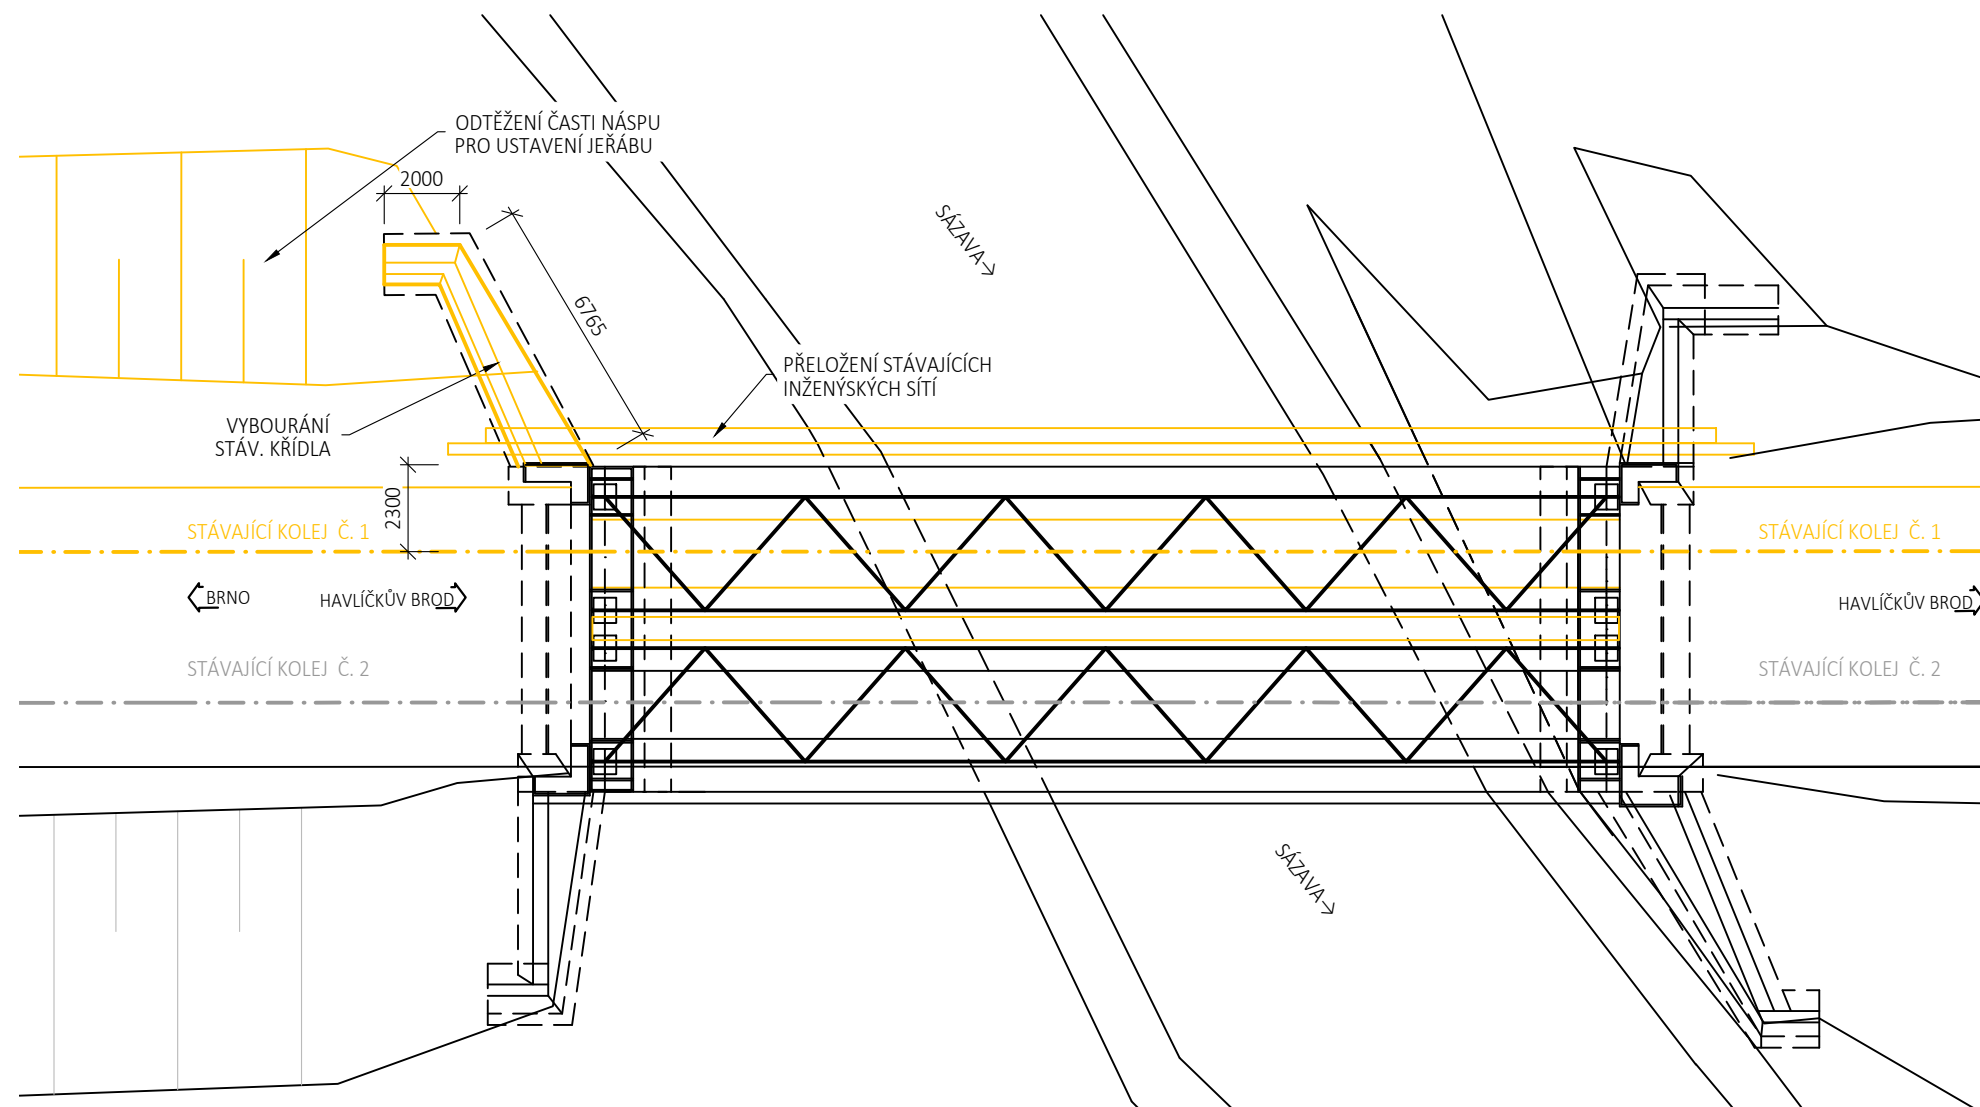 ODTĚŽENÍ ČASTI NÁSPU
PRO USTAVENÍ JEŘÁBU
2000
SÁZAVA
6765
PŘELOŽENÍ STÁVAJÍCÍCH
INŽENÝSKÝCH SÍTÍ
VYBOURÁNÍ
STÁV. KŘÍDLA
2300
STÁVAJÍCÍ KOLEJ Č. 1
STÁVAJÍCÍ KOLEJ Č. 1
BRNO
HAVLÍČKŮV BROD
HAVLÍČKŮV BROD
STÁVAJÍCÍ KOLEJ Č. 2
STÁVAJÍCÍ KOLEJ Č. 2
SÁZAVA